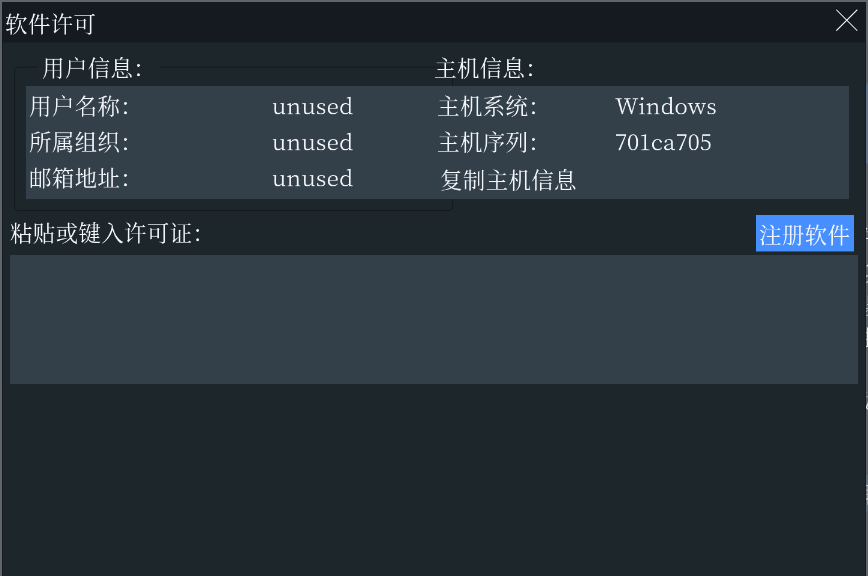 软件许可
用户信息：
主机信息：
用户名称： unused
主机系统： Windows
所属组织： unused
主机序列： 701ca705
邮箱地址： unused
复制主机信息
粘贴或键入许可证：
注册软件